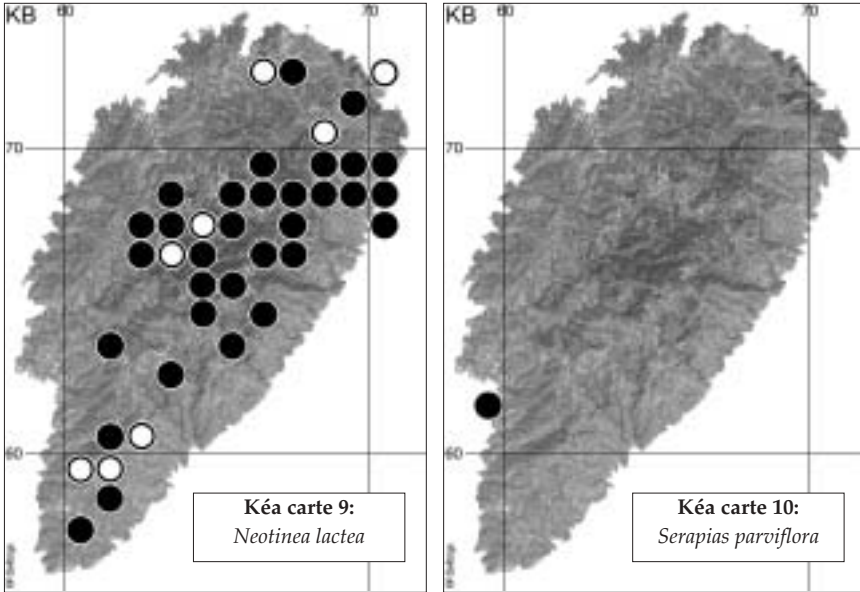 KB 60 70
70
60
Kéa carte 9:
Neotinea lactea
KB 60 70
70
60
Kéa carte 10:
Serapias parviflora